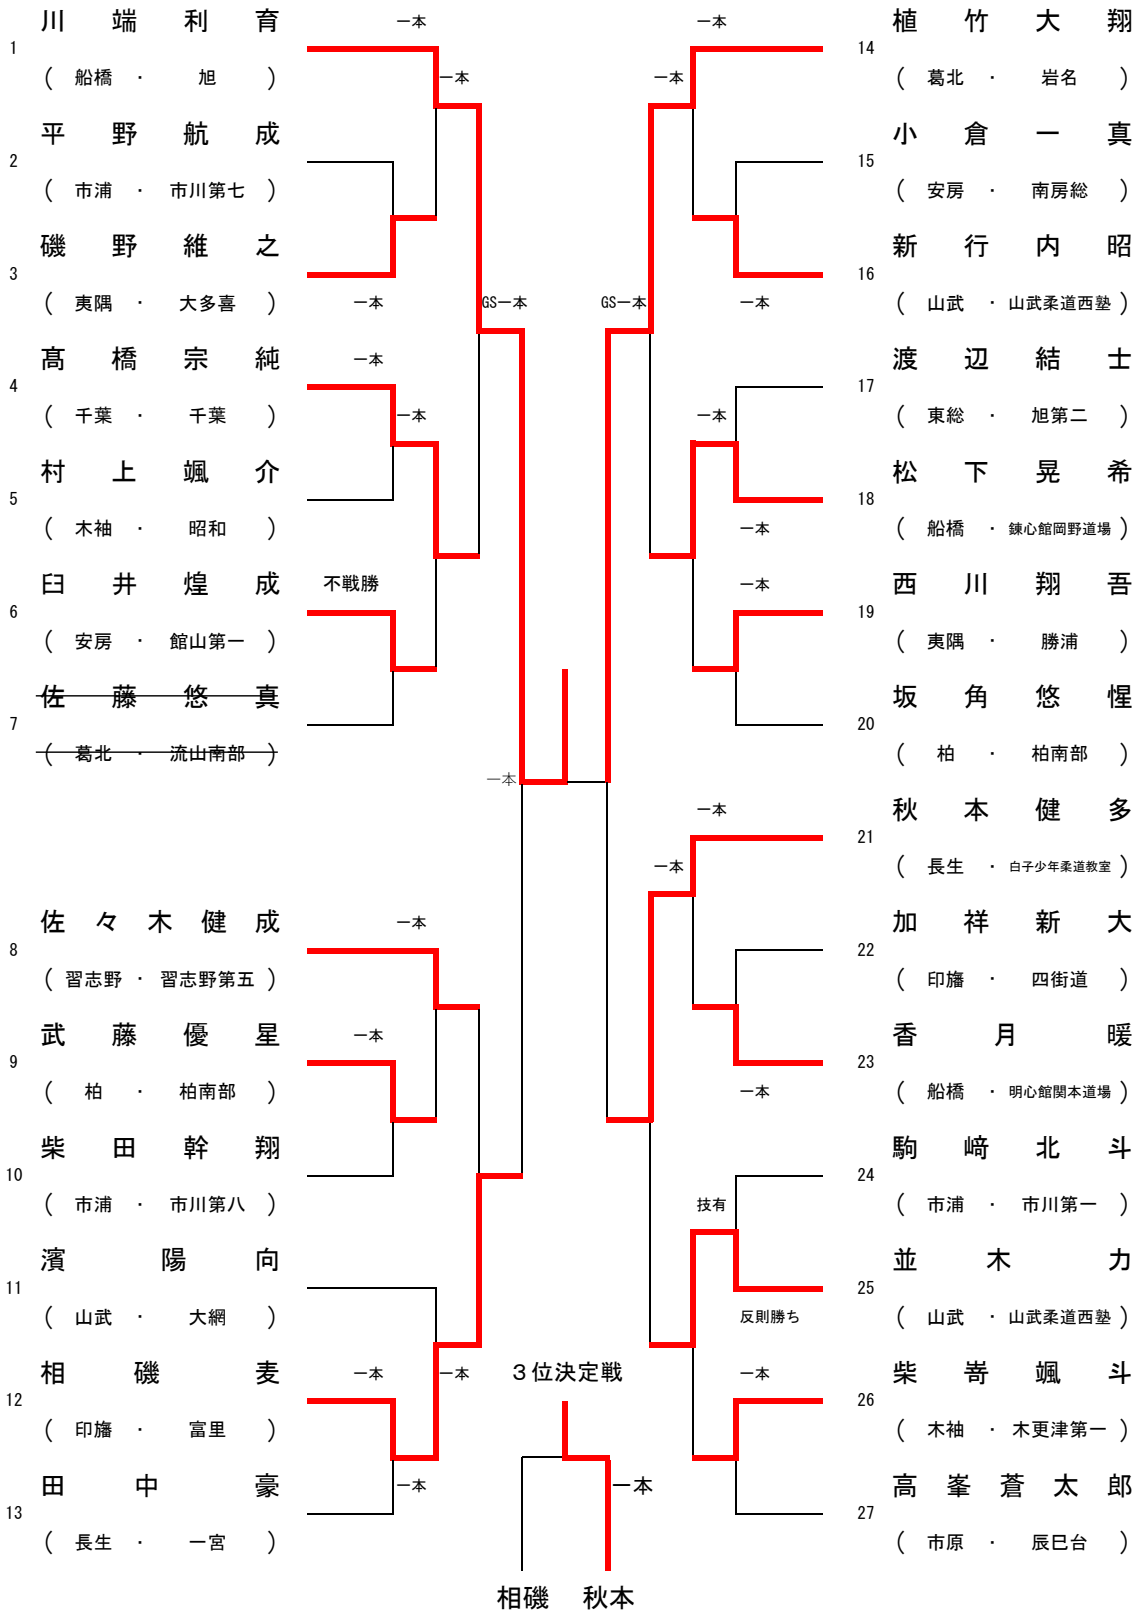 川端利育
1
( 船橋 ・ 旭 )
平野航成
2
( 市浦 ・ 市川第七 )
磯野維之
3
( 夷隅 ・ 大多喜 )
髙橋宗純
4
( 千葉 ・ 千葉 )
村上颯介
5
( 木袖 ・ 昭和 )
臼井煌成
6
( 安房 ・ 館山第一 )
佐藤悠真
7
( 葛北 ・ 流山南部 )
佐々木健成
8
( 習志野 ・ 習志野第五 )
武藤優星
9
( 柏 ・ 柏南部 )
柴田幹翔
10
( 市浦 ・ 市川第八 )
濱陽向
11
( 山武 ・ 大網 )
相磯麦
12
( 印旛 ・ 富里 )
田中豪
13
( 長生 ・ 一宮 )
一本
一本
一本
一本
一本
不戦勝
GS一本
一本
一本
一本
一本
一本
一本
3位決定戦
一本
相磯 秋本
一本
一本
GS一本
一本
一本
一本
一本
一本
一本
一本
技有
反則勝ち
一本
植竹大翔
14
( 葛北 ・ 岩名 )
小倉一真
15
( 安房 ・ 南房総 )
新行内昭
16
( 山武 ・ 山武柔道西塾 )
渡辺結士
17
( 東総 ・ 旭第二 )
松下晃希
18
( 船橋 ・ 錬心館岡野道場 )
西川翔吾
19
( 夷隅 ・ 勝浦 )
坂角悠惺
20
( 柏 ・ 柏南部 )
秋本健多
21
( 長生 ・ 白子少年柔道教室 )
加祥新大
22
( 印旛 ・ 四街道 )
香月暖
23
( 船橋 ・ 明心館関本道場 )
駒﨑北斗
24
( 市浦 ・ 市川第一 )
並木力
25
( 山武 ・ 山武柔道西塾 )
柴嵜颯斗
26
( 木袖 ・ 木更津第一 )
高峯蒼太郎
27
( 市原 ・ 辰巳台 )